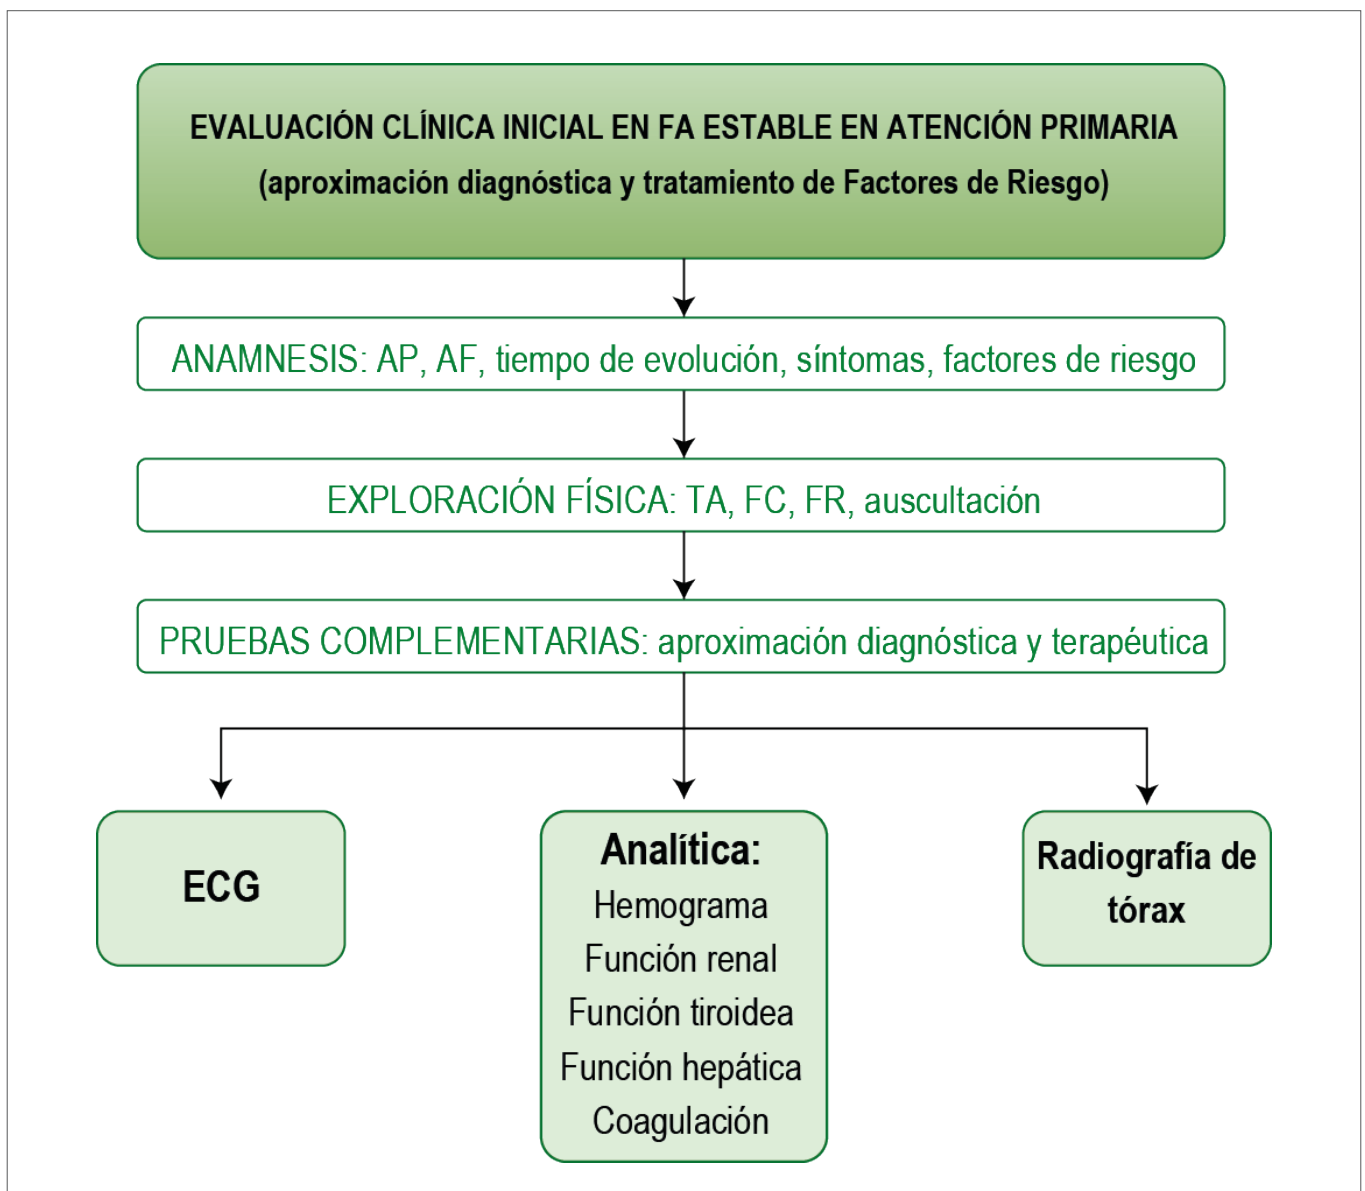 EVALUACIÓN CLÍNICA INICIAL EN FA ESTABLE EN ATENCIÓN PRIMARIA
(aproximación diagnóstica y tratamiento de Factores de Riesgo)
ANAMNESIS: AP, AF, tiempo de evolución, síntomas, factores de riesgo
EXPLORACIÓN FÍSICA: TA, FC, FR, auscultación
PRUEBAS COMPLEMENTARIAS: aproximación diagnóstica y terapéutica
ECG
Analítica:
Hemograma
Función renal
Función tiroidea
Función hepática
Coagulación
Radiografía de
tórax